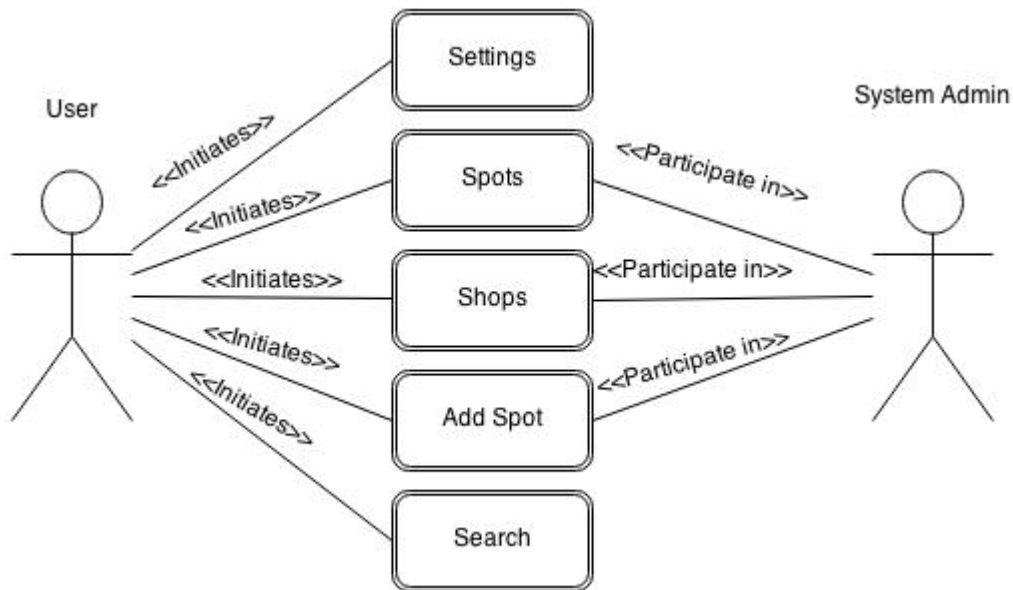 Settings
User
System Admin
<<Initiates>>
<<Participate in>>
Spots
<<Initiates>>
<<Initiates>>
Shops
<<Participate in>>
<<Initiates>>
<<Participate in>>
Add Spot
<<Initiates>>
Search